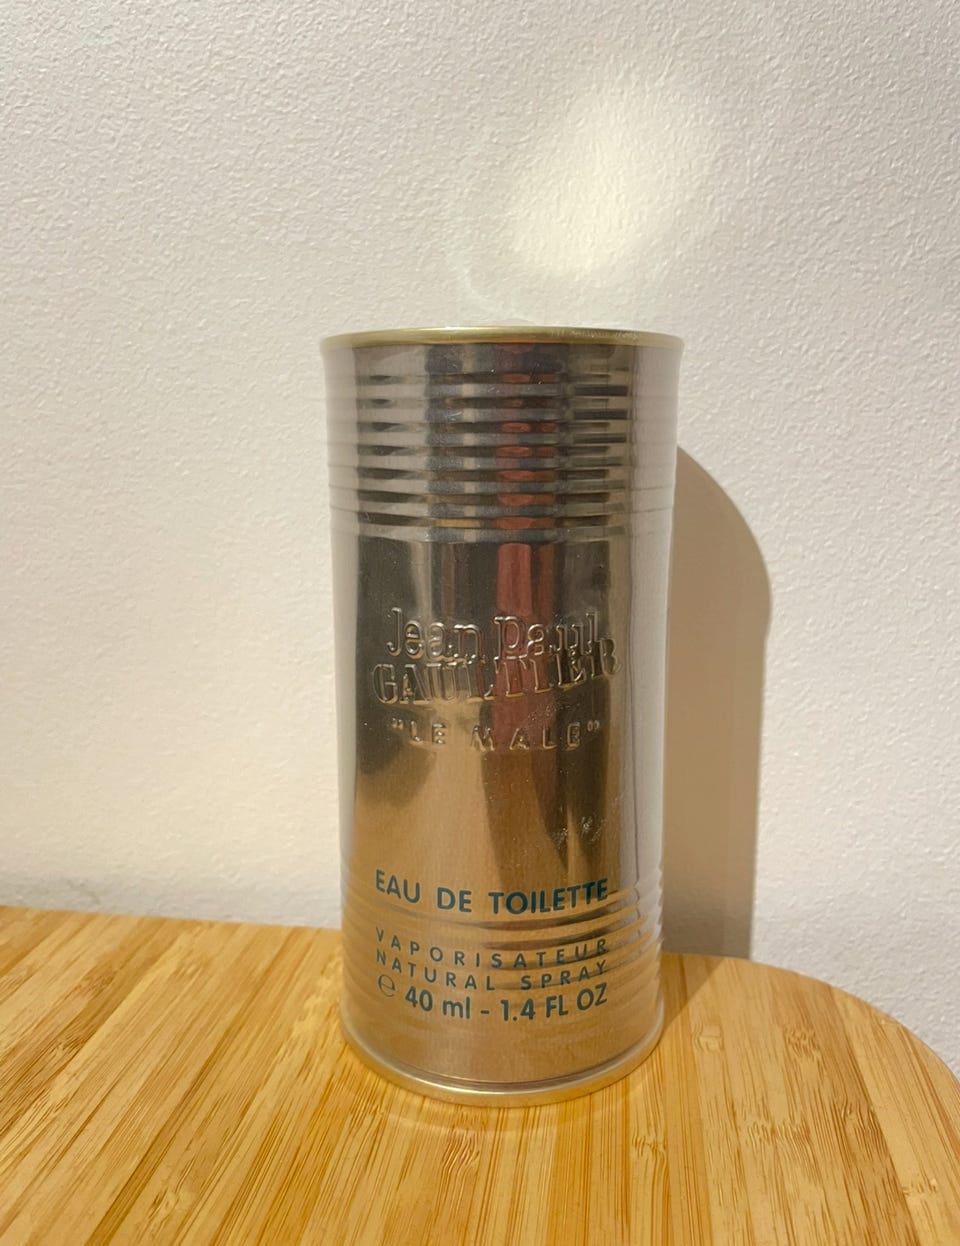 Jean Paul
GAULTIER
"LE MALE"
EAU DE TOILETTE
VAPORISATEUR
NATURAL SPRAY
℮ 40 ml - 1.4 FL OZ